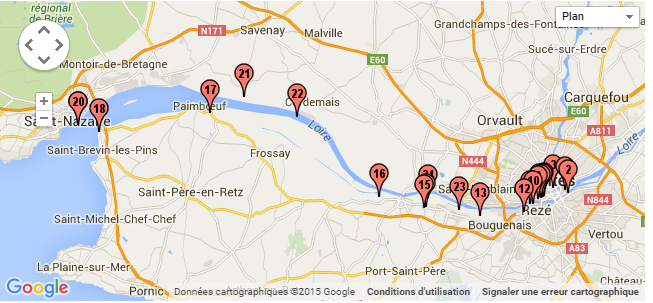 régionale
rel de Brière
N171
Savenay
Malville
Grandchamps-des-Fontaines
Plan
Sucé-sur-Erdre
Montoir-de-Bretagne
E60
Carquefou
21
17
22
20
18
Paimbœuf
Cordemais
Orvault
E60
A811
Saint-Nazaire
Loire
Loire
Saint-Brevin-les-Pins
Frossay
N444
3
16
2
10
Saint-Père-en-Retz
15
23
13
12
N844
Rezé
Saint-Michel-Chef-Chef
Bouguenais
Vertou
A83
La Plaine-sur-Mer
Port-Saint-Père
Château
Pornic
Google
Données cartographiques ©2015 Google
Conditions d'utilisation
Signaler une erreur cartographique